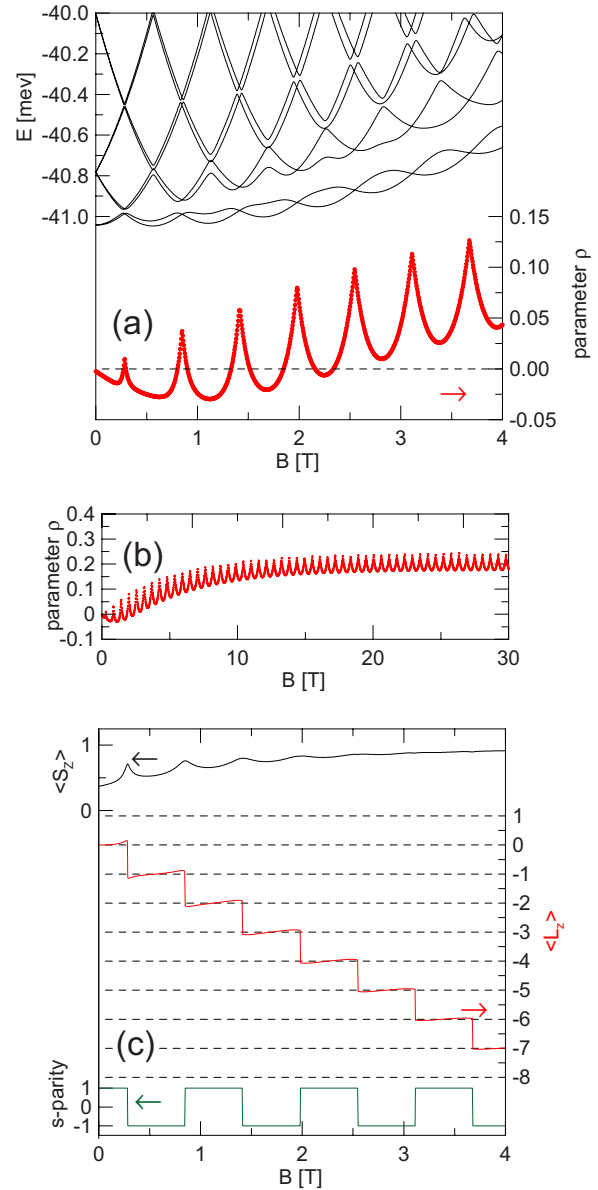 -40.0
-40.2
-40.4
-40.6
-40.8
-41.0
E [mev]
0.15
0.10
0.05
0.00
-0.05
parameter ρ
(a)
→
0 1 2 3 4
B [T]
0.4
0.3
0.2
0.1
0
-0.1
parameter ρ
(b)
0 10 20 30
B [T]
1
0
<S_Z>
←
1
0
-1
-2
-3
-4
-5
-6
-7
-8
<L_z>
→
(c)
1
0
-1
s-parity
←
0 1 2 3 4
B [T]